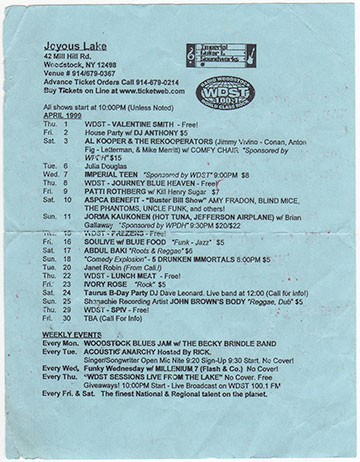 Joyous Lake
42 Mill Hill Rd.
Woodstock, NY 12498
Venue # 914/679-0367
Advance Ticket Orders Call 914-679-0214
Buy Tickets on Line at www.ticketweb.com
Imperial
Guitar &
Soundworks
RADIO WOODSTOCK
WDST
100.1
WORLD CLASS ROCK
All shows start at 10:00PM (Unless Noted)
APRIL 1999
Thu. 1 WDST - VALENTINE SMITH - Free!
Fri. 2 House Party w/ DJ ANTHONY $5
Sat. 3 AL KOOPER & THE REKOOPERATORS (Jimmy Vivino - Conan, Anton
Fig - Letterman, & Mike Merritt) w/ COMFY CHAIR "Sponsored by
WPDH" $15
Tue. 6 Julia Douglas
Wed. 7 IMPERIAL TEEN "Sponsored by WDST" 9:00PM $8
Thu. 8 WDST - JOURNEY BLUE HEAVEN - Free!
Fri. 9 PATTI ROTHBERG w/ Kill Henry Sugar $7
Sat. 10 ASPCA BENEFIT - "Buster Bill Show" AMY FRADON, BLIND MICE,
THE PHANTOMS, UNCLE FUNK, and others!
Sun. 11 JORMA KAUKONEN (HOT TUNA, JEFFERSON AIRPLANE) w/ Brian
Gallaway "Sponsored by WPDH" 9:30PM $20/$22
Thu. 15 WDST - - Free!
Fri. 16 SOULIVE w/ BLUE FOOD "Funk - Jazz" $5
Sat. 17 ABDUL BAKI "Roots & Reggae" $6
Sun. 18 "Comedy Explosion" - 5 DRUNKEN IMMORTALS 8:00PM $5
Tue. 20 Janet Robin (From Cali!)
Thu. 22 WDST - LUNCH MEAT - Free!
Fri. 23 IVORY ROSE "Rock" $5
Sat. 24 Taurus B-Day Party DJ Dave Leonard. Live band at 12:00 (Call for info)
Sun. 25 Shanachie Recording Artist JOHN BROWN'S BODY "Reggae, Dub" $5
Thu. 29 WDST - SPIV - Free!
Fri. 30 TBA (Call For Info)
WEEKLY EVENTS
Every Mon. WOODSTOCK BLUES JAM w/ THE BECKY BRINDLE BAND
Every Tue. ACOUSTIC ANARCHY Hosted By RICK.
Singer/Songwriter Open Mic Nite 9:20 Sign-Up 9:30 Start. No Cover!
Every Wed, Funky Wednesday w/ MILLENIUM 7 (Flash & Co.) No Cover!
Every Thu. "WDST SESSIONS LIVE FROM THE LAKE" No Cover. Free
Giveaways! 10:00PM Start - Live Broadcast on WDST 100.1 FM
Every Fri. & Sat. The finest National & Regional talent on the planet.